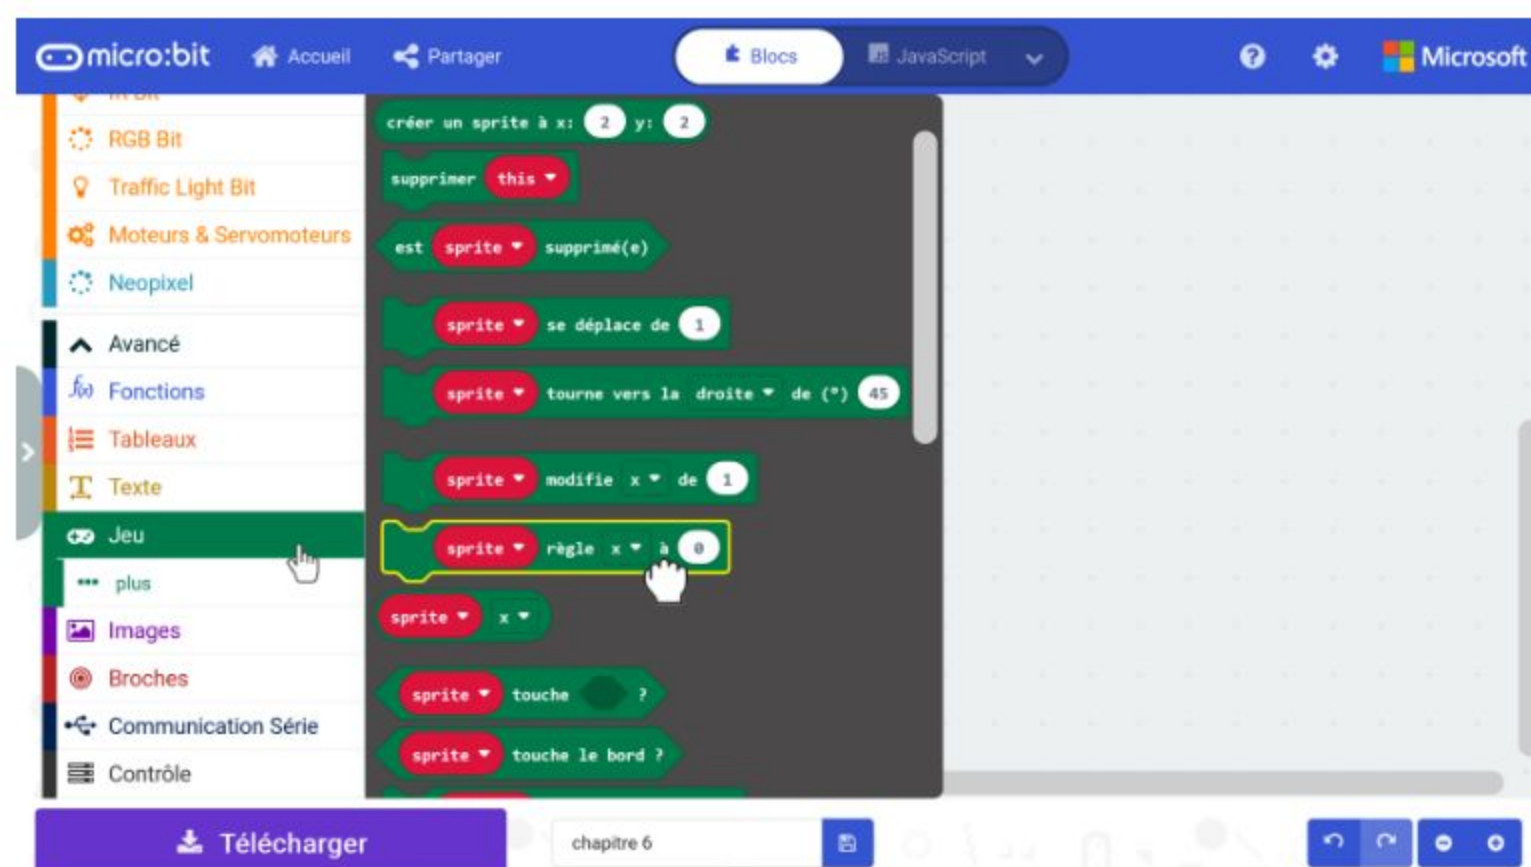 micro:bit Accueil Partager Blocs JavaScript ? Microsoft
RGB Bit
Traffic Light Bit
Moteurs & Servomoteurs
Neopixel
Avancé
f(x) Fonctions
Tableaux
Texte
Jeu
plus
Images
Broches
Communication Série
Contrôle
créer un sprite à x: 2 y: 2
supprimer this
est sprite supprimé(e)
sprite se déplace de 1
sprite tourne vers la droite de (°) 45
sprite modifie x de 1
sprite règle x à 0
sprite x
sprite touche ?
sprite touche le bord ?
Télécharger
chapitre 6